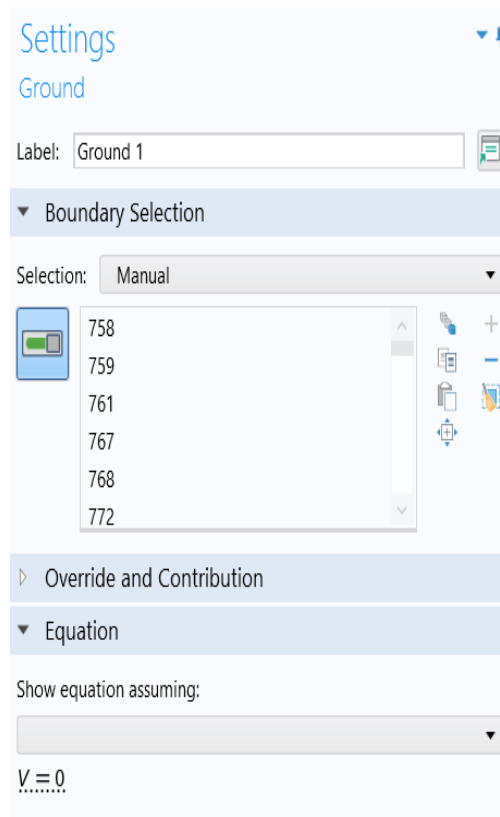 Settings
Ground
Label: Ground 1
Boundary Selection
Selection: Manual
758
759
761
767
768
772
Override and Contribution
Equation
Show equation assuming:
V = 0